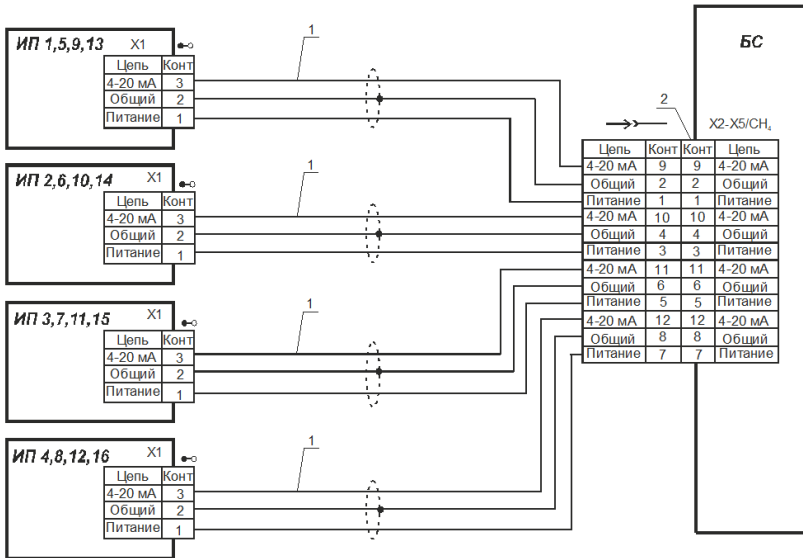 ИП 1,5,9,13 X1
Цепь Конт
4-20 мА 3
Общий 2
Питание 1
1
ИП 2,6,10,14 X1
Цепь Конт
4-20 мА 3
Общий 2
Питание 1
1
ИП 3,7,11,15 X1
Цепь Конт
4-20 мА 3
Общий 2
Питание 1
1
ИП 4,8,12,16 X1
Цепь Конт
4-20 мА 3
Общий 2
Питание 1
1
БС
2
X2-X5/CH₄
Цепь Конт Конт Цепь
4-20 мА 9 9 4-20 мА
Общий 2 2 Общий
Питание 1 1 Питание
4-20 мА 10 10 4-20 мА
Общий 4 4 Общий
Питание 3 3 Питание
4-20 мА 11 11 4-20 мА
Общий 6 6 Общий
Питание 5 5 Питание
4-20 мА 12 12 4-20 мА
Общий 8 8 Общий
Питание 7 7 Питание